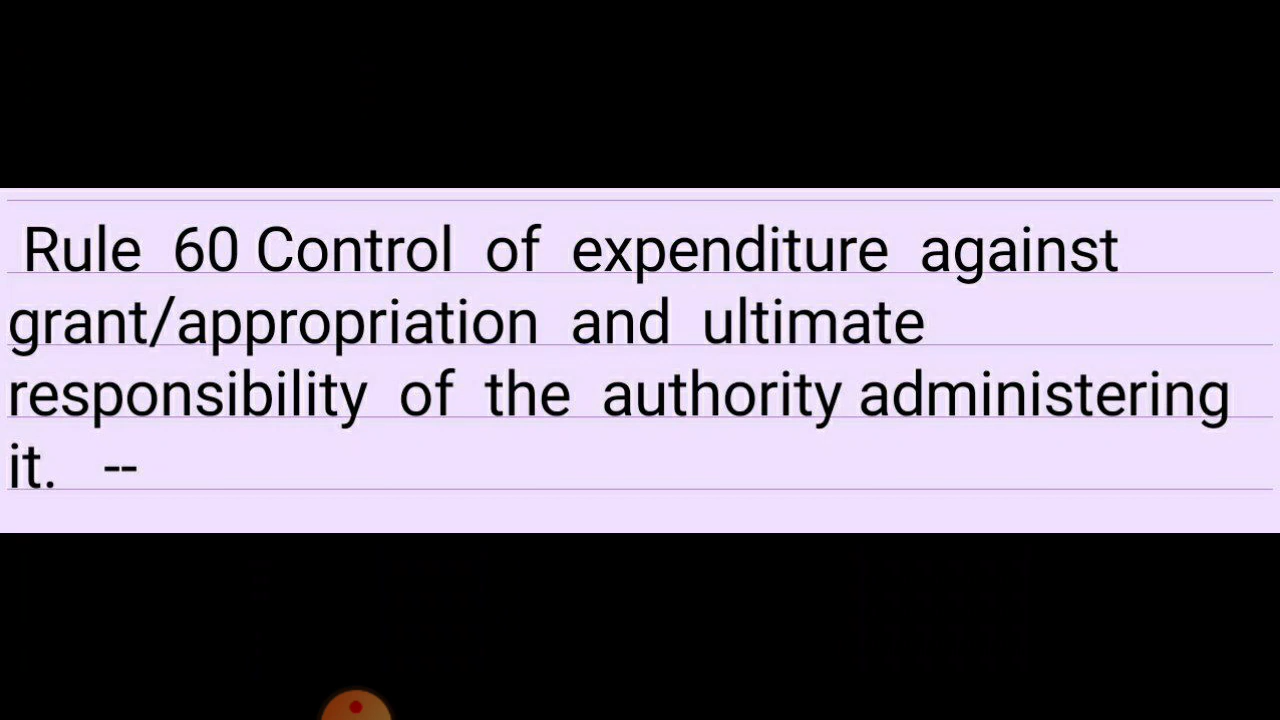 Rule 60 Control of expenditure against
grant/appropriation and ultimate
responsibility of the authority administering
it. --